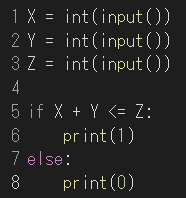 1 X = int(input())
2 Y = int(input())
3 Z = int(input())
4
5 if X + Y <= Z:
6     print(1)
7 else:
8     print(0)